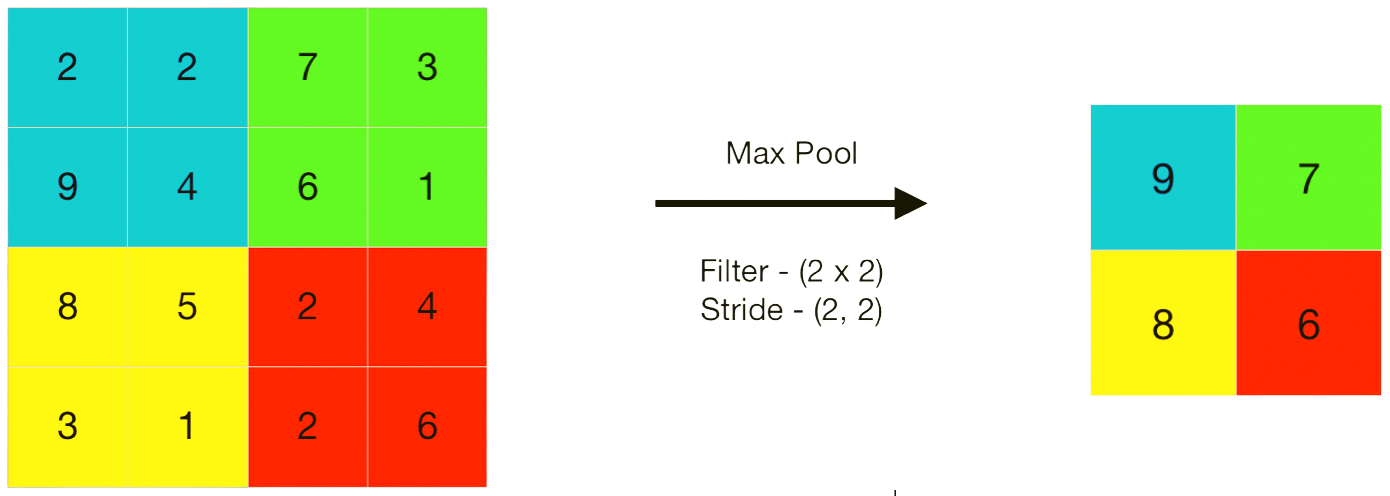 2 2 7 3
9 4 6 1
8 5 2 4
3 1 2 6
Max Pool
Filter - (2 x 2)
Stride - (2, 2)
9 7
8 6